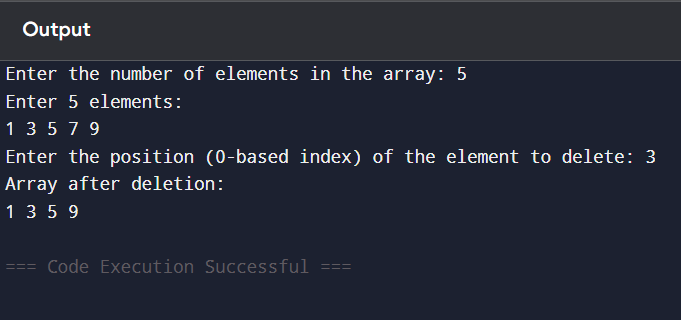 Output
Enter the number of elements in the array: 5
Enter 5 elements:
1 3 5 7 9
Enter the position (0-based index) of the element to delete: 3
Array after deletion:
1 3 5 9
=== Code Execution Successful ===